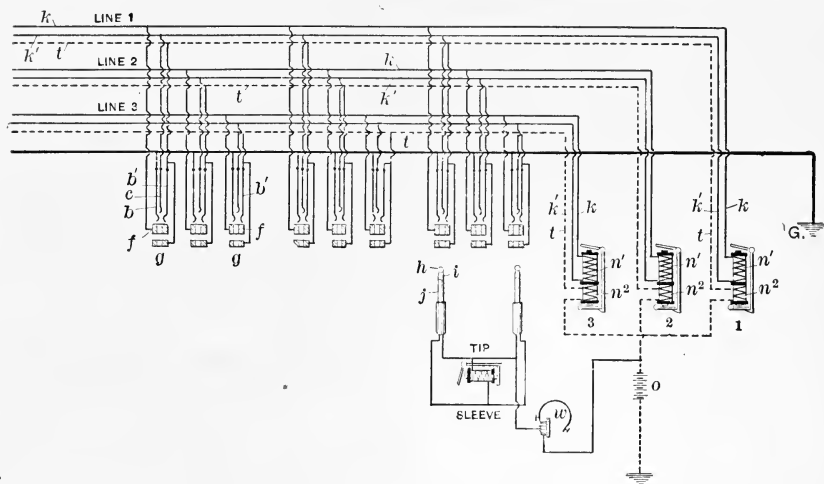 k LINE 1
k' t'
LINE 2 k
t' k'
LINE 3
t
b' b'
c
b
f f
g g
k' k k' k
t t G.
h i
j
n' n' n'
n² n² n²
3 2 1
TIP
SLEEVE w o